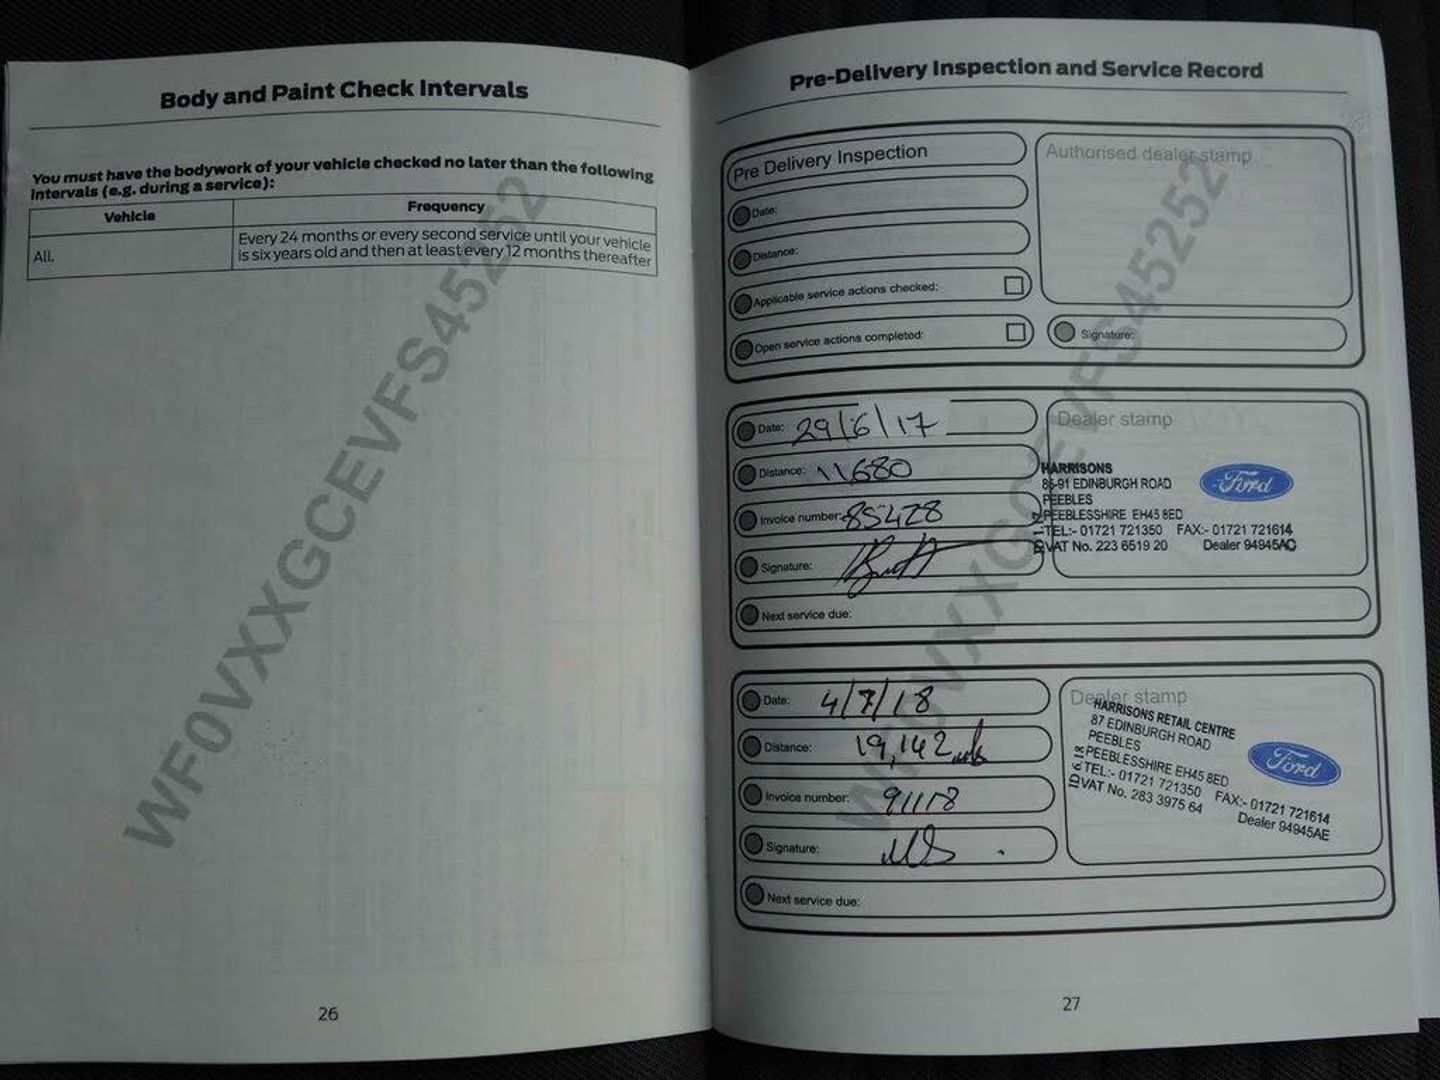 Body and Paint Check Intervals
You must have the bodywork of your vehicle checked no later than the following
intervals (e.g. during a service):
Vehicle Frequency
All. Every 24 months or every second service until your vehicle
is six years old and then at least every 12 months thereafter
WF0VXXGCEVFS45252
26
Pre-Delivery Inspection and Service Record
Pre Delivery Inspection
Date:
Distance:
Applicable service actions checked:
Open service actions completed:
Authorised dealer stamp
Signature:
WF0VXXGCEVFS45252
Date: 29/6/17
Distance: 11680
Invoice number: 85428
Signature:
Next service due:
Dealer stamp
HARRISONS
85-91 EDINBURGH ROAD
PEEBLES
PEEBLESSHIRE EH45 8ED
TEL:- 01721 721350 FAX:- 01721 721614
VAT No. 223 6519 20 Dealer 94945AC
Ford
Date: 4/7/18
Distance: 19,142 mls
Invoice number: 91118
Signature:
Next service due:
Dealer stamp
HARRISONS RETAIL CENTRE
87 EDINBURGH ROAD
PEEBLES
PEEBLESSHIRE EH45 8ED
TEL:- 01721 721350 FAX:- 01721 721614
VAT No. 283 3975 64 Dealer 94945AE
Ford
27